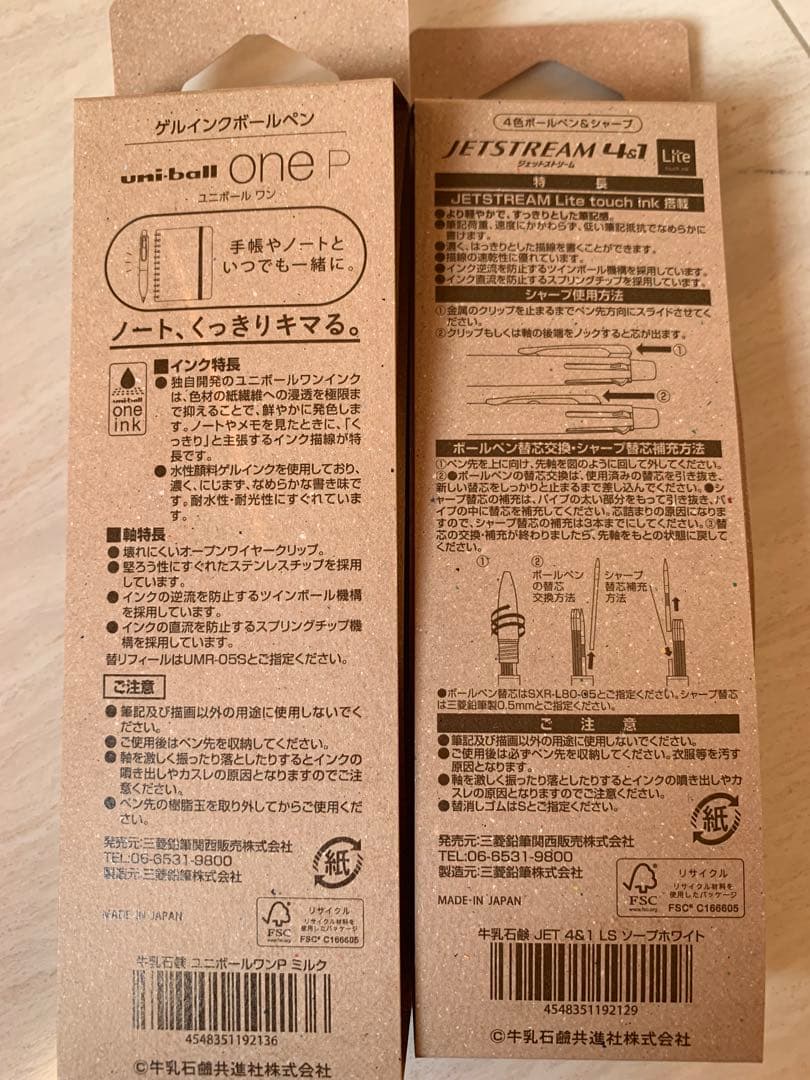 ゲルインクボールペン
uni-ball one P
ユニボール ワン
手帳やノートと
いつでも一緒に。
ノート、くっきりキマる。
■インク特長
uni-ball
one
ink
●独自開発のユニボールワンインク
は、色材の紙繊維への浸透を極限ま
で抑えることで、鮮やかに発色しま
す。ノートやメモを見たときに、「く
っきり」と主張するインク描線が特
長です。
●水性顔料ゲルインクを使用しており、
濃く、にじまず、なめらかな書き味で
す。耐水性・耐光性にすぐれていま
す。
■軸特長
●壊れにくいオープンワイヤークリップ。
●堅ろう性にすぐれたステンレスチップを採用
しています。
●インクの逆流を防止するツインボール機構
を採用しています。
●インクの直流を防止するスプリングチップ機
構を採用しています。
替リフィールはUMR-05Sとご指定ください。
ご注意
●筆記及び描画以外の用途に使用しないでく
ださい。
●ご使用後はペン先を収納してください。
●軸を激しく振ったり落としたりするとインクの
噴き出しやカスレの原因となりますのでご注
意ください。
●ペン先の樹脂玉を取り外してからご使用くだ
さい。
発売元:三菱鉛筆関西販売株式会社
TEL:06-6531-9800
製造元:三菱鉛筆株式会社
紙
MADE IN JAPAN
FSC
www.fsc.org
リサイクル
リサイクル材料を
使用したパッケージ
FSC® C166605
牛乳石鹸 ユニボールワンP ミルク
4548351192136
©牛乳石鹼共進社株式会社
4色ボールペン&シャープ
JETSTREAM 4&1
ジェットストリーム
Lite
touch ink
特長
JETSTREAM Lite touch ink 搭載
●より軽やかで、すっきりとした筆記感。
●筆記荷重、速度にかかわらず、低い筆記抵抗でなめらかに
書けます。
●濃く、はっきりとした描線を書くことができます。
●描線の速乾性に優れています。
●インク逆流を防止するツインボール機構を採用しています。
●インク直流を防止するスプリングチップを採用しています。
シャープ使用方法
①金属のクリップを止まるまでペン先方向にスライドさせてく
ださい。
②クリップもしくは軸の後端をノックすると芯が出ます。
①
②
ボールペン替芯交換・シャープ替芯補充方法
①ペン先を上に向け、先軸を図のように回して外してください。
②●ボールペンの替芯交換は、使用済みの替芯を引き抜き、
新しい替芯をしっかりと止まるまで差し込んでください。●シ
ャープ替芯の補充は、パイプの太い部分をもって引き抜き、パ
イプの中に替芯を補充してください。芯詰まりの原因になりま
すので、シャープ替芯の補充は3本までにしてください。③替
芯の交換・補充が終わりましたら、先軸をもとの状態に戻して
ください。
①
②
ボールペン
の替芯
交換方法
シャープ
替芯補充
方法
●ボールペン替芯はSXR-L80-05とご指定ください。シャープ替芯
は三菱鉛筆製0.5mmとご指定ください。
ご注意
●筆記及び描画以外の用途に使用しないでください。
●ご使用後は必ずペン先を収納してください。衣服等を汚す
原因となります。
●軸を激しく振ったり落としたりするとインクの噴き出しやカ
スレの原因となりますのでご注意ください。
●替消しゴムはSとご指定ください。
発売元:三菱鉛筆関西販売株式会社
TEL:06-6531-9800
製造元:三菱鉛筆株式会社
紙
MADE-IN JAPAN
FSC
www.fsc.org
リサイクル
リサイクル材料を
使用したパッケージ
FSC® C166605
牛乳石鹸 JET 4&1 LS ソープホワイト
4548351192129
©牛乳石鹼共進社株式会社